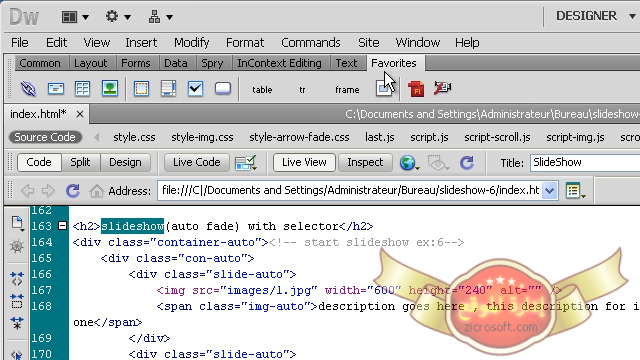 Dw DESIGNER
File Edit View Insert Modify Format Commands Site Window Help
Common Layout Forms Data Spry InContext Editing Text Favorites
table tr frame
index.html* C:\Documents and Settings\Administrateur\Bureau\slideshow-
Source Code style.css style-img.css style-arrow-fade.css last.js script.js script-scroll.js script-img.js scro
Code Split Design Live Code Live View Inspect Title: SlideShow
Address: file:///C|/Documents and Settings/Administrateur/Bureau/slideshow-6/index.ht
162
163 <h2>slideshow(auto fade) with selector</h2>
164 <div class="container-auto"><!-- start slideshow ex:6-->
165 <div class="con-auto">
166 <div class="slide-auto">
167 <img src="images/1.jpg" width="600" height="240" alt="" />
168 <span class="img-auto">description goes here , this description for i
one</span>
169 </div>
170 <div class="slide-auto">
zicrosoft.com